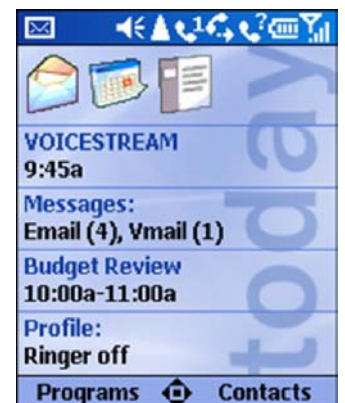 VOICESTREAM
9:45a
Messages:
Email (4), Vmail (1)
Budget Review
10:00a-11:00a
Profile:
Ringer off
today
Programs Contacts